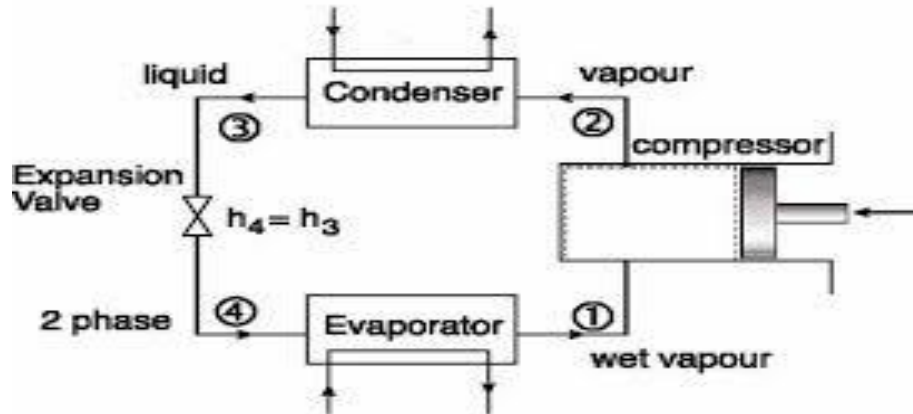 liquid
Condenser
vapour
③
②
compressor
Expansion
Valve
h₄ = h₃
④
①
2 phase
Evaporator
wet vapour